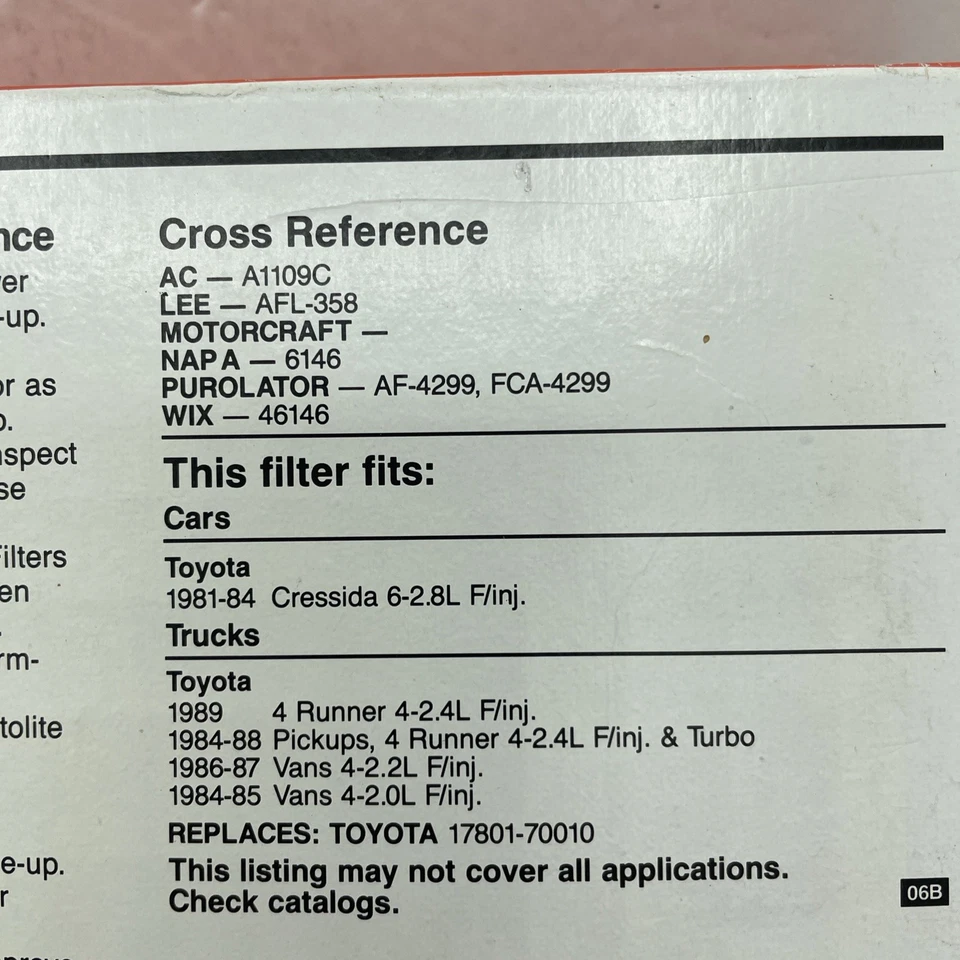 nce
er
-up.
or as
nspect
se
ilters
en
rm-
tolite
e-up.
r
Cross Reference
AC — A1109C
LEE — AFL-358
MOTORCRAFT —
NAPA — 6146
PUROLATOR — AF-4299, FCA-4299
WIX — 46146
This filter fits:
Cars
Toyota
1981-84 Cressida 6-2.8L F/inj.
Trucks
Toyota
1989 4 Runner 4-2.4L F/inj.
1984-88 Pickups, 4 Runner 4-2.4L F/inj. & Turbo
1986-87 Vans 4-2.2L F/inj.
1984-85 Vans 4-2.0L F/inj.
REPLACES: TOYOTA 17801-70010
This listing may not cover all applications.
Check catalogs.
06B